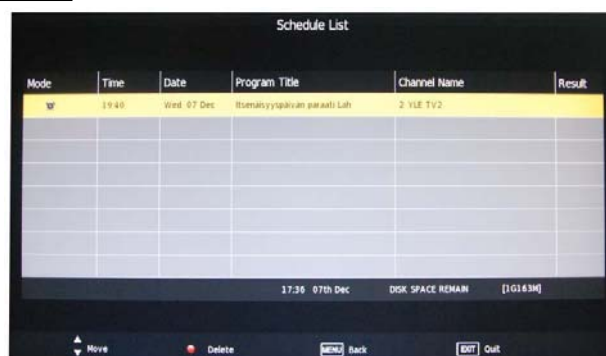 Schedule List
Mode Time Date Program Title Channel Name Result
19:40 Wed 07 Dec Itsenäisyyspäivän paraati Lah 2 YLE TV2
17:36 07th Dec DISK SPACE REMAIN [1G163M]
Move Delete MENU Back EXIT Quit